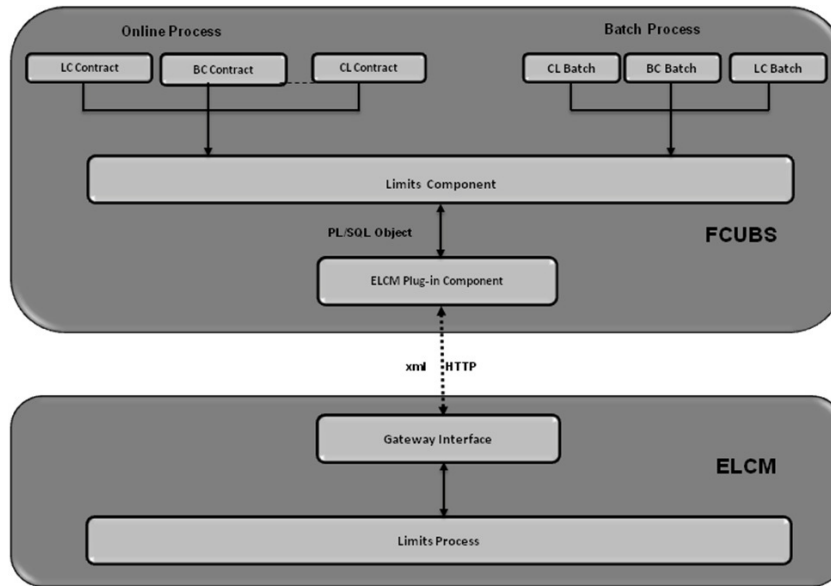 Online Process
Batch Process
LC Contract
BC Contract
CL Contract
CL Batch
BC Batch
LC Batch
Limits Component
PL/SQL Object
FCUBS
ELCM Plug-in Component
xml HTTP
Gateway Interface
ELCM
Limits Process